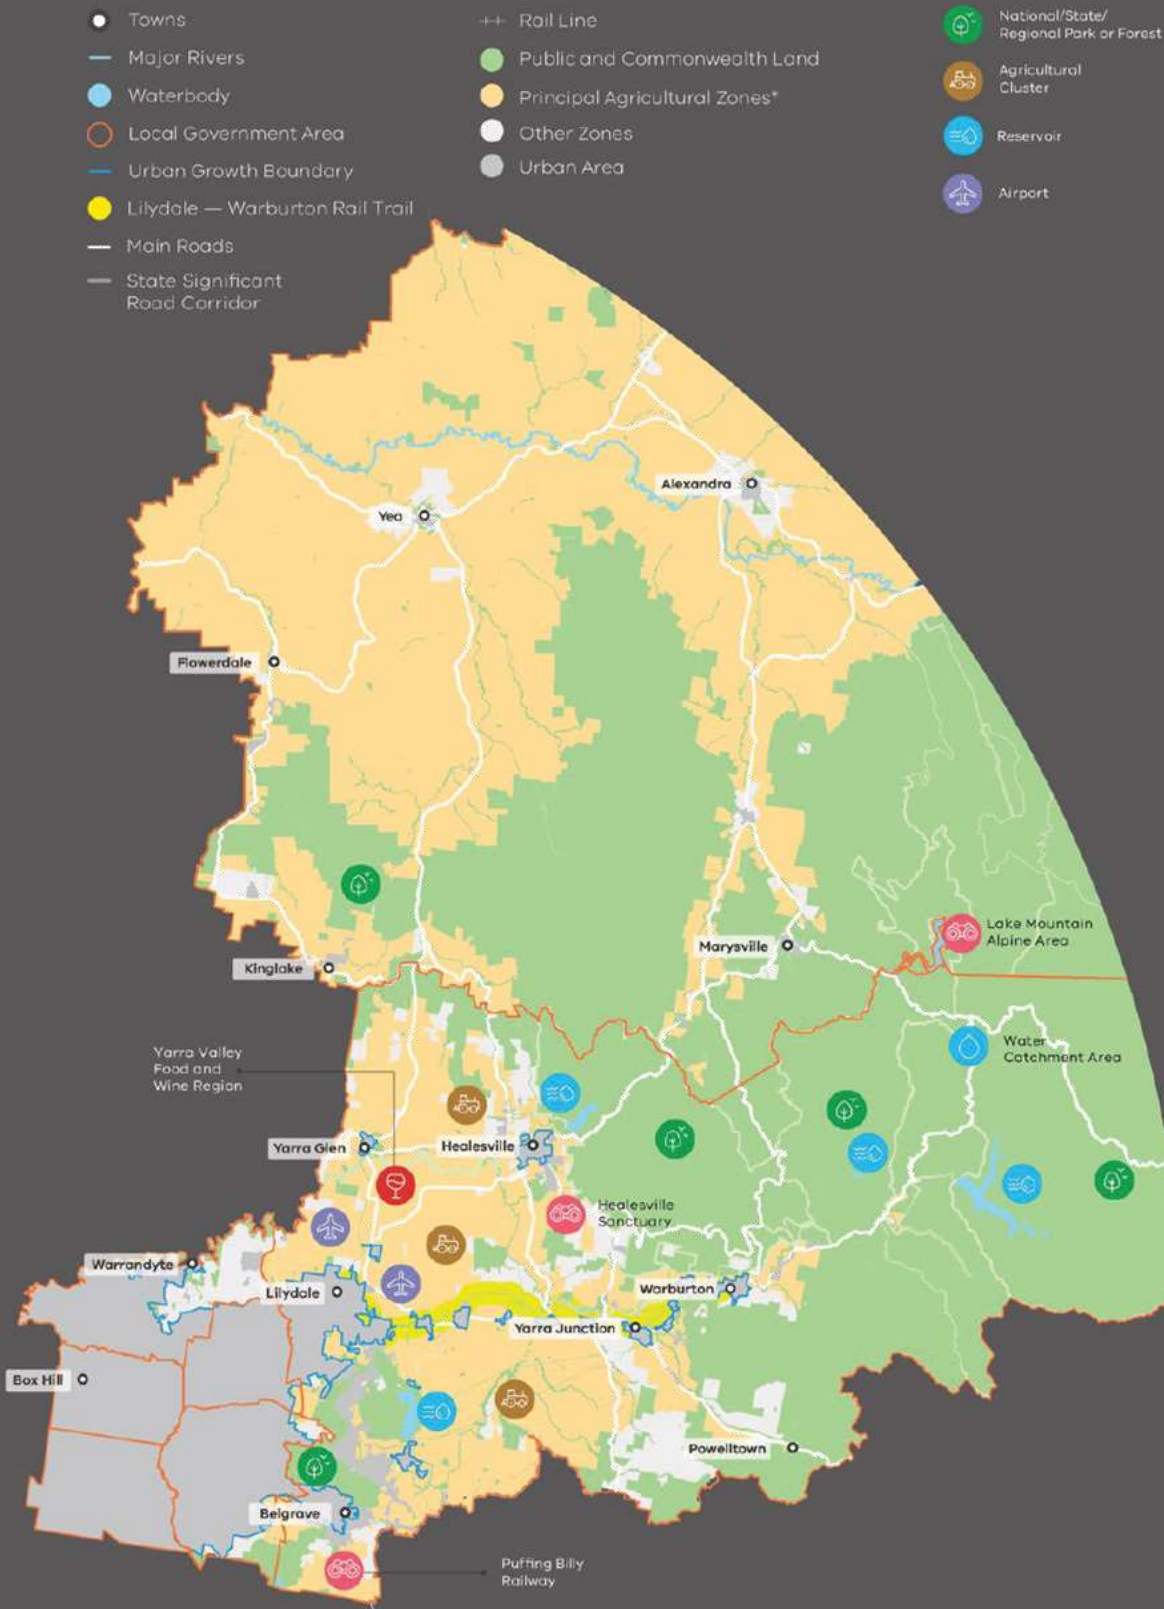 Towns
Major Rivers
Waterbody
Local Government Area
Urban Growth Boundary
Lilydale — Warburton Rail Trail
Main Roads
State Significant
Road Corridor
Rail Line
Public and Commonwealth Land
Principal Agricultural Zones*
Other Zones
Urban Area
National/State/
Regional Park or Forest
Agricultural
Cluster
Reservoir
Airport
Alexandra
Yea
Flowerdale
Lake Mountain
Alpine Area
Marysville
Kinglake
Water
Catchment Area
Yarra Valley
Food and
Wine Region
Yarra Glen
Healesville
Healesville
Sanctuary
Warrandyte
Lilydale
Warburton
Yarra Junction
Box Hill
Powelltown
Belgrave
Puffing Billy
Railway